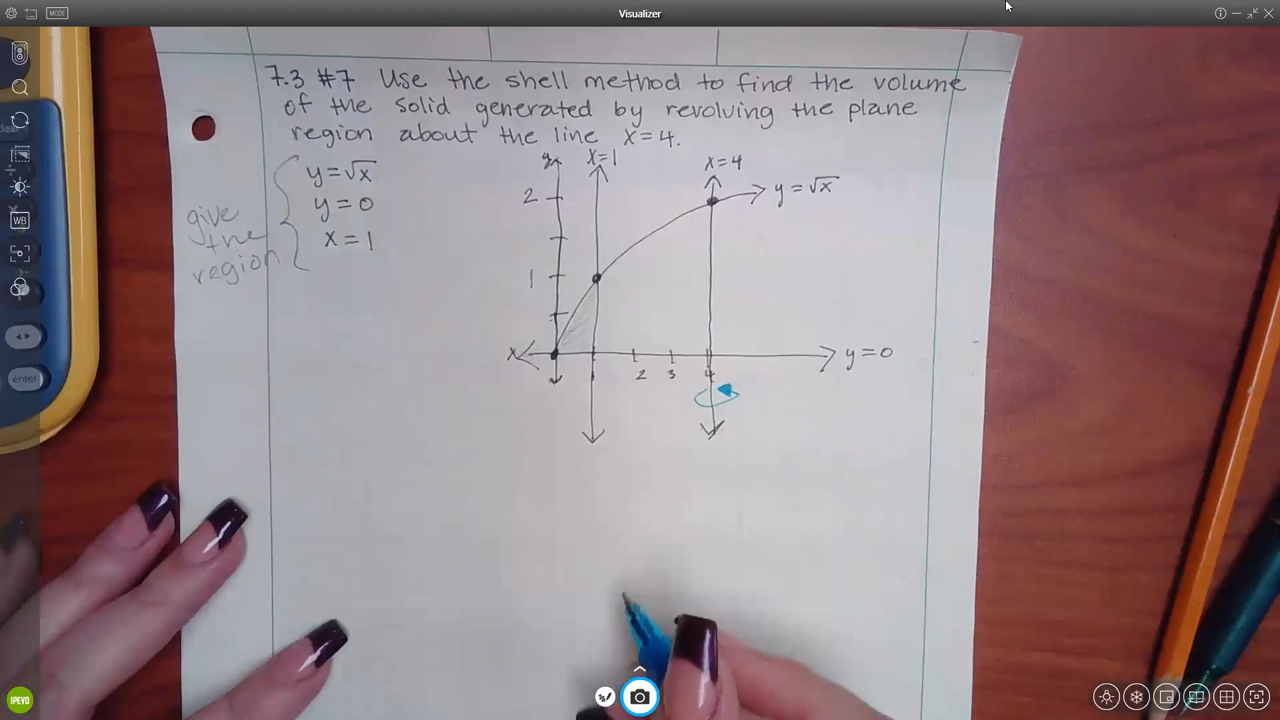 MODE
Visualizer
7.3 #7 Use the shell method to find the volume
of the solid generated by revolving the plane
region about the line x=4.
give
the
region
y=√x
y=0
x=1
y
x=1
x=4
2
y=√x
1
x
y=0
2 3 4
clear
WB
enter
IPEVO